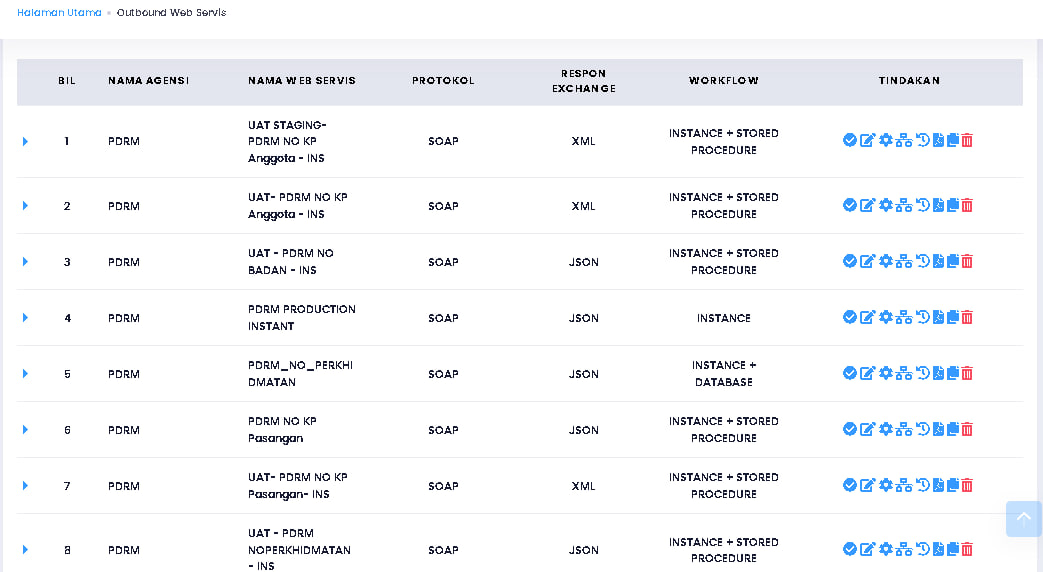 Halaman Utama • Outbound Web Servis
BIL NAMA AGENSI NAMA WEB SERVIS PROTOKOL RESPON EXCHANGE WORKFLOW TINDAKAN
1 PDRM UAT STAGING- PDRM NO KP Anggota - INS SOAP XML INSTANCE + STORED PROCEDURE
2 PDRM UAT- PDRM NO KP Anggota - INS SOAP XML INSTANCE + STORED PROCEDURE
3 PDRM UAT - PDRM NO BADAN - INS SOAP JSON INSTANCE + STORED PROCEDURE
4 PDRM PDRM PRODUCTION INSTANT SOAP JSON INSTANCE
5 PDRM PDRM_NO_PERKHIDMATAN SOAP JSON INSTANCE + DATABASE
6 PDRM PDRM NO KP Pasangan SOAP JSON INSTANCE + STORED PROCEDURE
7 PDRM UAT- PDRM NO KP Pasangan- INS SOAP XML INSTANCE + STORED PROCEDURE
8 PDRM UAT - PDRM NOPERKHIDMATAN - INS SOAP JSON INSTANCE + STORED PROCEDURE